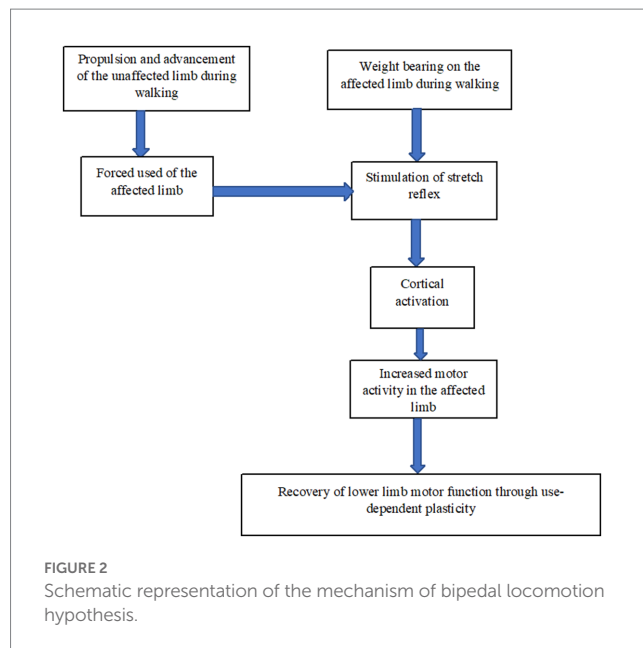 Propulsion and advancement
of the unaffected limb during
walking
Weight bearing on the
affected limb during walking
Forced used of the
affected limb
Stimulation of stretch
reflex
Cortical
activation
Increased motor
activity in the affected
limb
Recovery of lower limb motor function through use-
dependent plasticity
FIGURE 2
Schematic representation of the mechanism of bipedal locomotion
hypothesis.